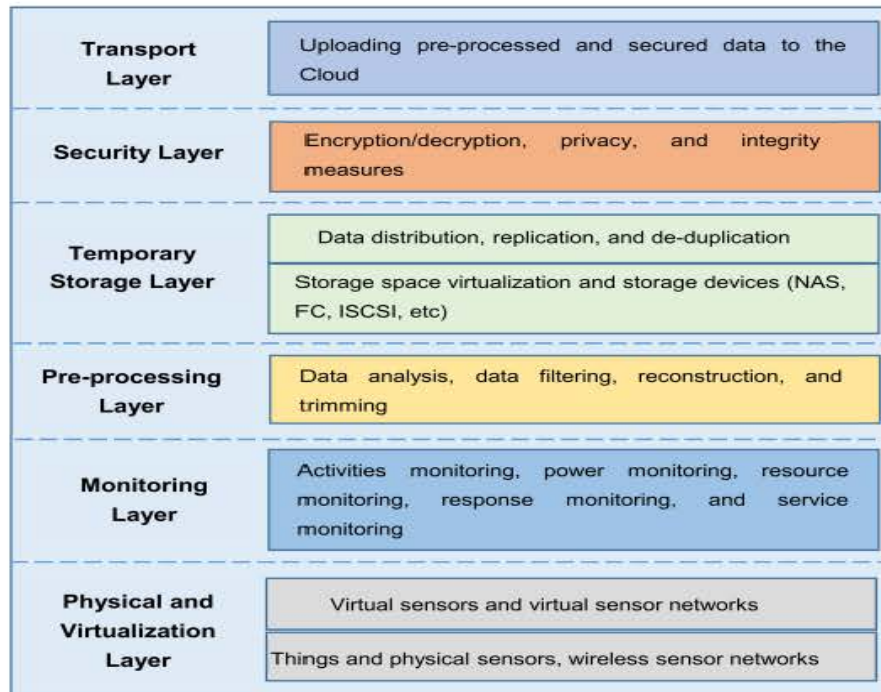 Transport
Layer
Uploading pre-processed and secured data to the
Cloud
Security Layer
Encryption/decryption, privacy, and integrity
measures
Temporary
Storage Layer
Data distribution, replication, and de-duplication
Storage space virtualization and storage devices (NAS,
FC, ISCSI, etc)
Pre-processing
Layer
Data analysis, data filtering, reconstruction, and
trimming
Monitoring
Layer
Activities monitoring, power monitoring, resource
monitoring, response monitoring, and service
monitoring
Physical and
Virtualization
Layer
Virtual sensors and virtual sensor networks
Things and physical sensors, wireless sensor networks